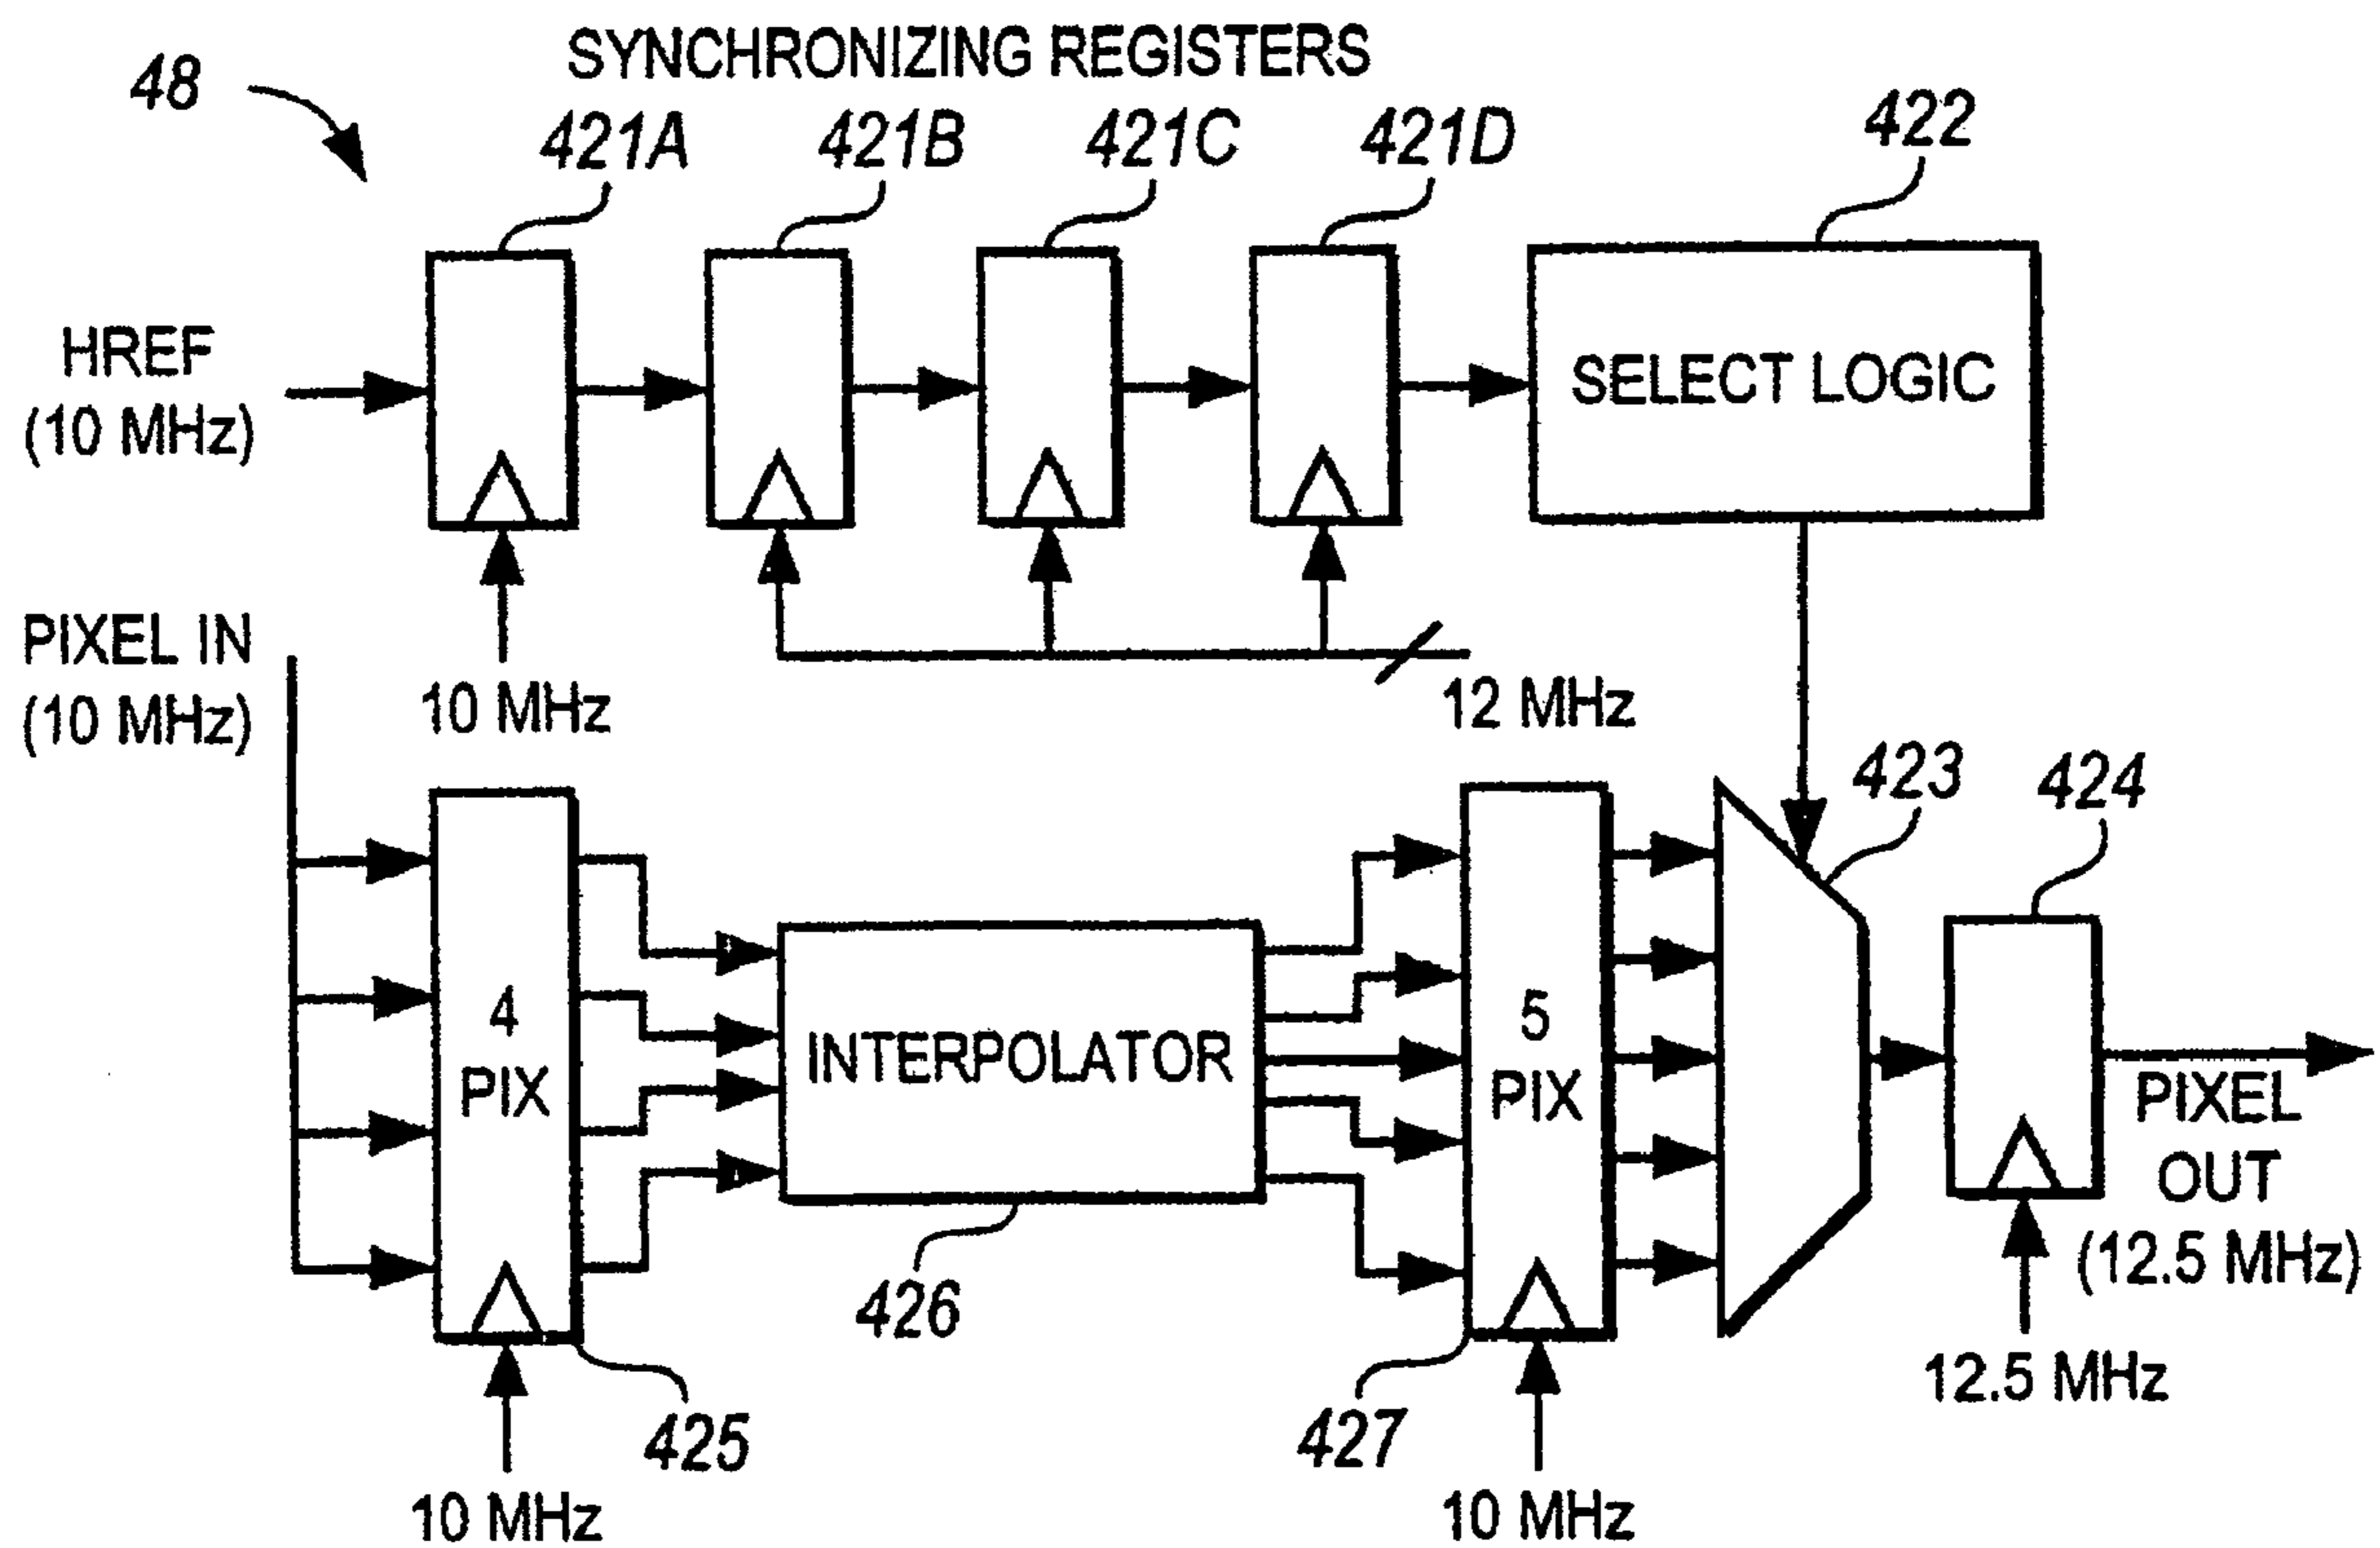 SYNCHRONIZING REGISTERS
48
421A
421B
421C
421D
422
HREF
(10 MHz)
SELECT LOGIC
PIXEL IN
(10 MHz)
10 MHz
12 MHz
423
424
4
PIX
INTERPOLATOR
5
PIX
PIXEL
OUT
(12.5 MHz)
426
12.5 MHz
425
427
10 MHz
10 MHz